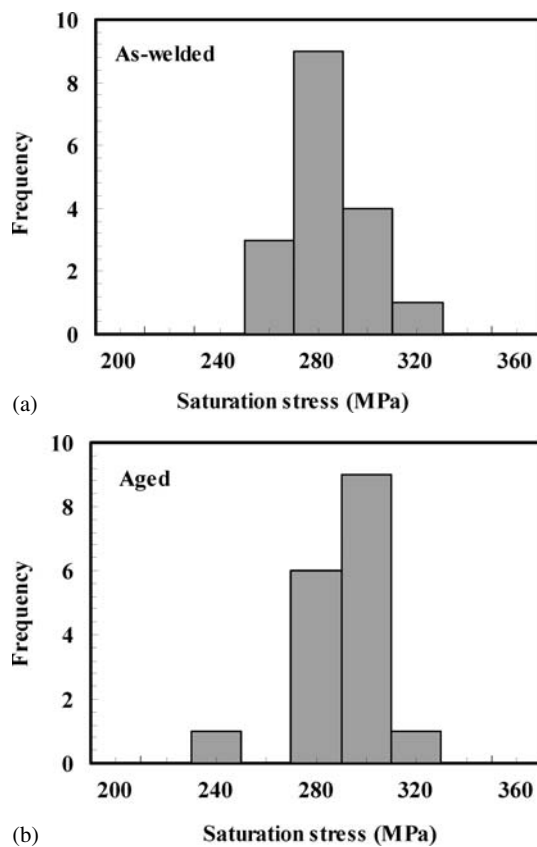 10
As-welded
8
6
Frequency
4
2
0
200 240 280 320 360
(a) Saturation stress (MPa)
10
Aged
8
6
Frequency
4
2
0
200 240 280 320 360
(b) Saturation stress (MPa)